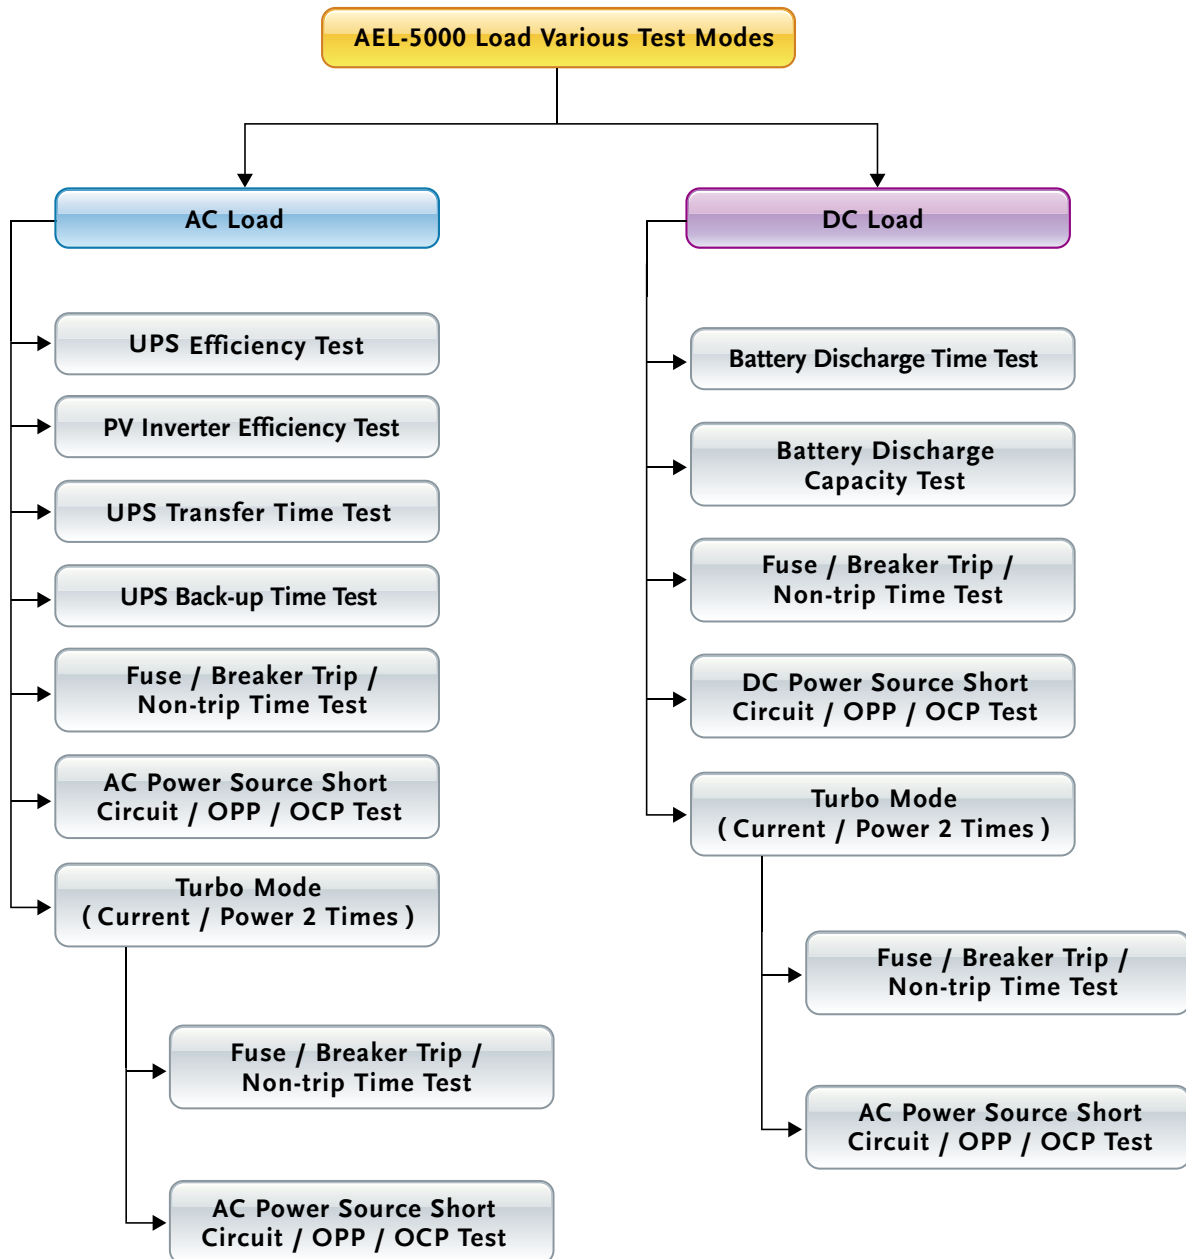 AEL-5000 Load Various Test Modes
AC Load
UPS Efficiency Test
PV Inverter Efficiency Test
UPS Transfer Time Test
UPS Back-up Time Test
Fuse / Breaker Trip /
Non-trip Time Test
AC Power Source Short
Circuit / OPP / OCP Test
Turbo Mode
( Current / Power 2 Times )
Fuse / Breaker Trip /
Non-trip Time Test
AC Power Source Short
Circuit / OPP / OCP Test
DC Load
Battery Discharge Time Test
Battery Discharge
Capacity Test
Fuse / Breaker Trip /
Non-trip Time Test
DC Power Source Short
Circuit / OPP / OCP Test
Turbo Mode
( Current / Power 2 Times )
Fuse / Breaker Trip /
Non-trip Time Test
AC Power Source Short
Circuit / OPP / OCP Test